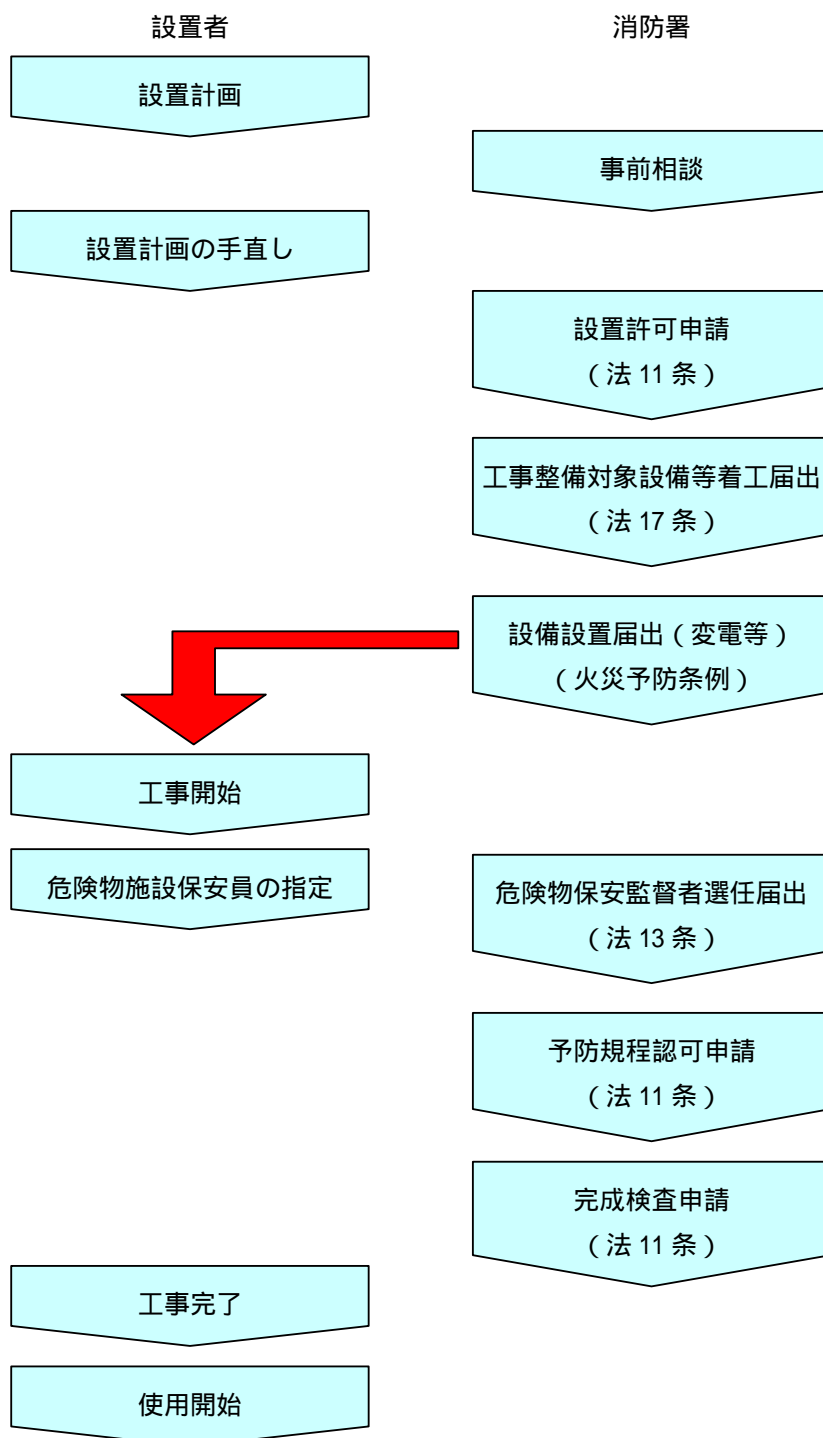 設置者
消防署
設置計画
事前相談
設置計画の手直し
設置許可申請
（法 11 条）
工事整備対象設備等着工届出
（法 17 条）
設備設置届出（変電等）
（火災予防条例）
工事開始
危険物施設保安員の指定
危険物保安監督者選任届出
（法 13 条）
予防規程認可申請
（法 11 条）
完成検査申請
（法 11 条）
工事完了
使用開始